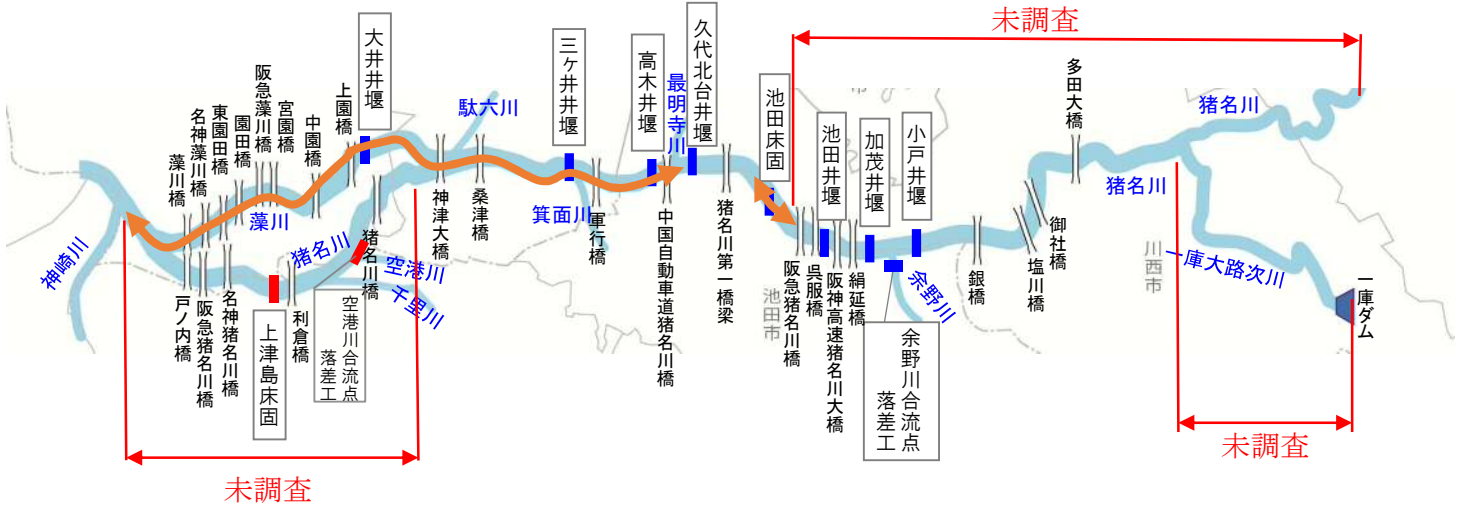 未調査
大井井堰
三ヶ井井堰
高木井堰
久代北台井堰
最明寺川
池田床固
池田井堰
加茂井堰
小戸井堰
多田大橋
猪名川
上園橋
中園橋
宮園橋
阪急藻川橋
園田橋
東園田橋
名神藻川橋
藻川橋
駄六川
藻川
猪名川
猪名川橋
空港川
千里川
神崎川
神津大橋
桑津橋
箕面川
軍行橋
中国自動車道猪名川橋
猪名川第一橋梁
池田市
市
阪急猪名川橋
呉服橋
阪神高速猪名川大橋
絹延橋
余野川
銀橋
塩川橋
御社橋
猪名川
川西市
一庫大路次川
一庫ダム
戸ノ内橋
阪急猪名川橋
名神猪名川橋
上津島床固
利倉橋
空港川合流点
落差工
余野川合流点
落差工
未調査
未調査